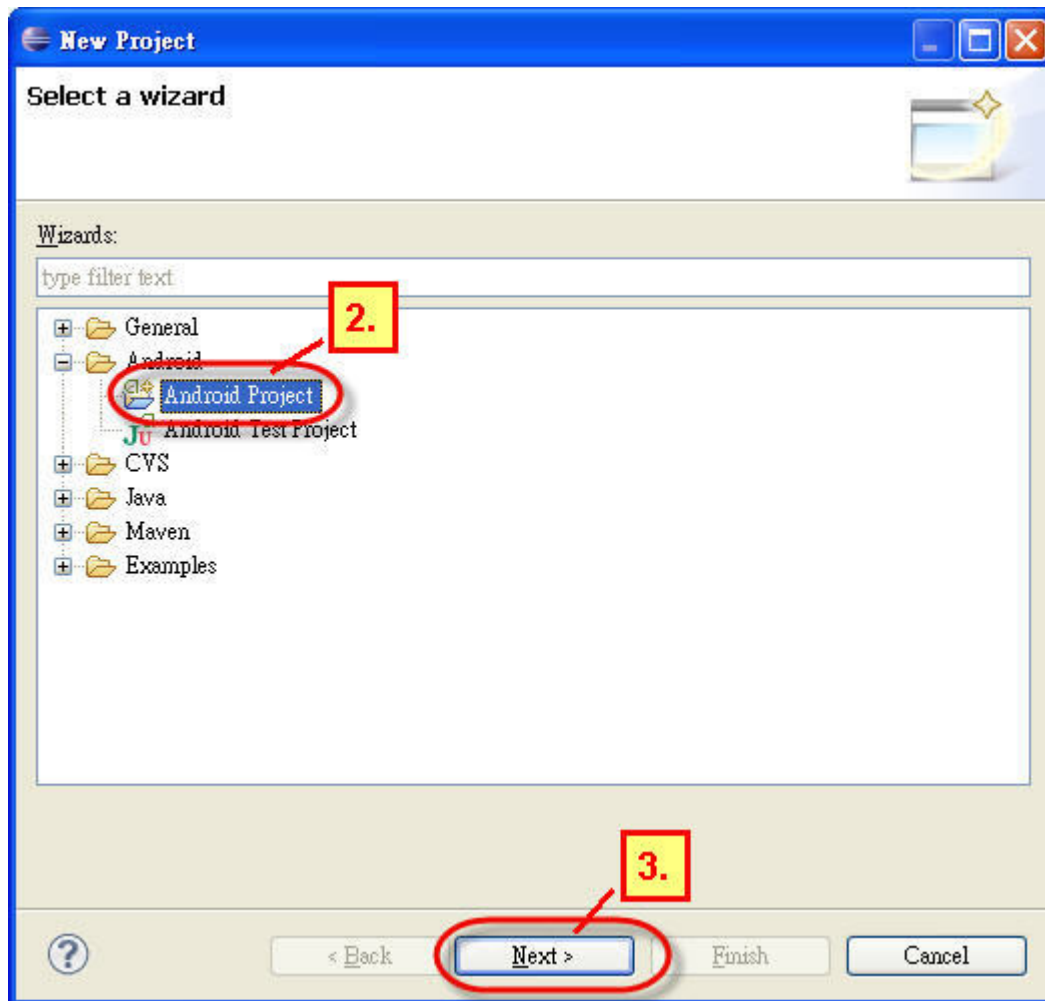 New Project
Select a wizard
Wizards:
type filter text
2.
General
Android
Android Project
Android Test Project
CVS
Java
Maven
Examples
3.
< Back
Next >
Finish
Cancel